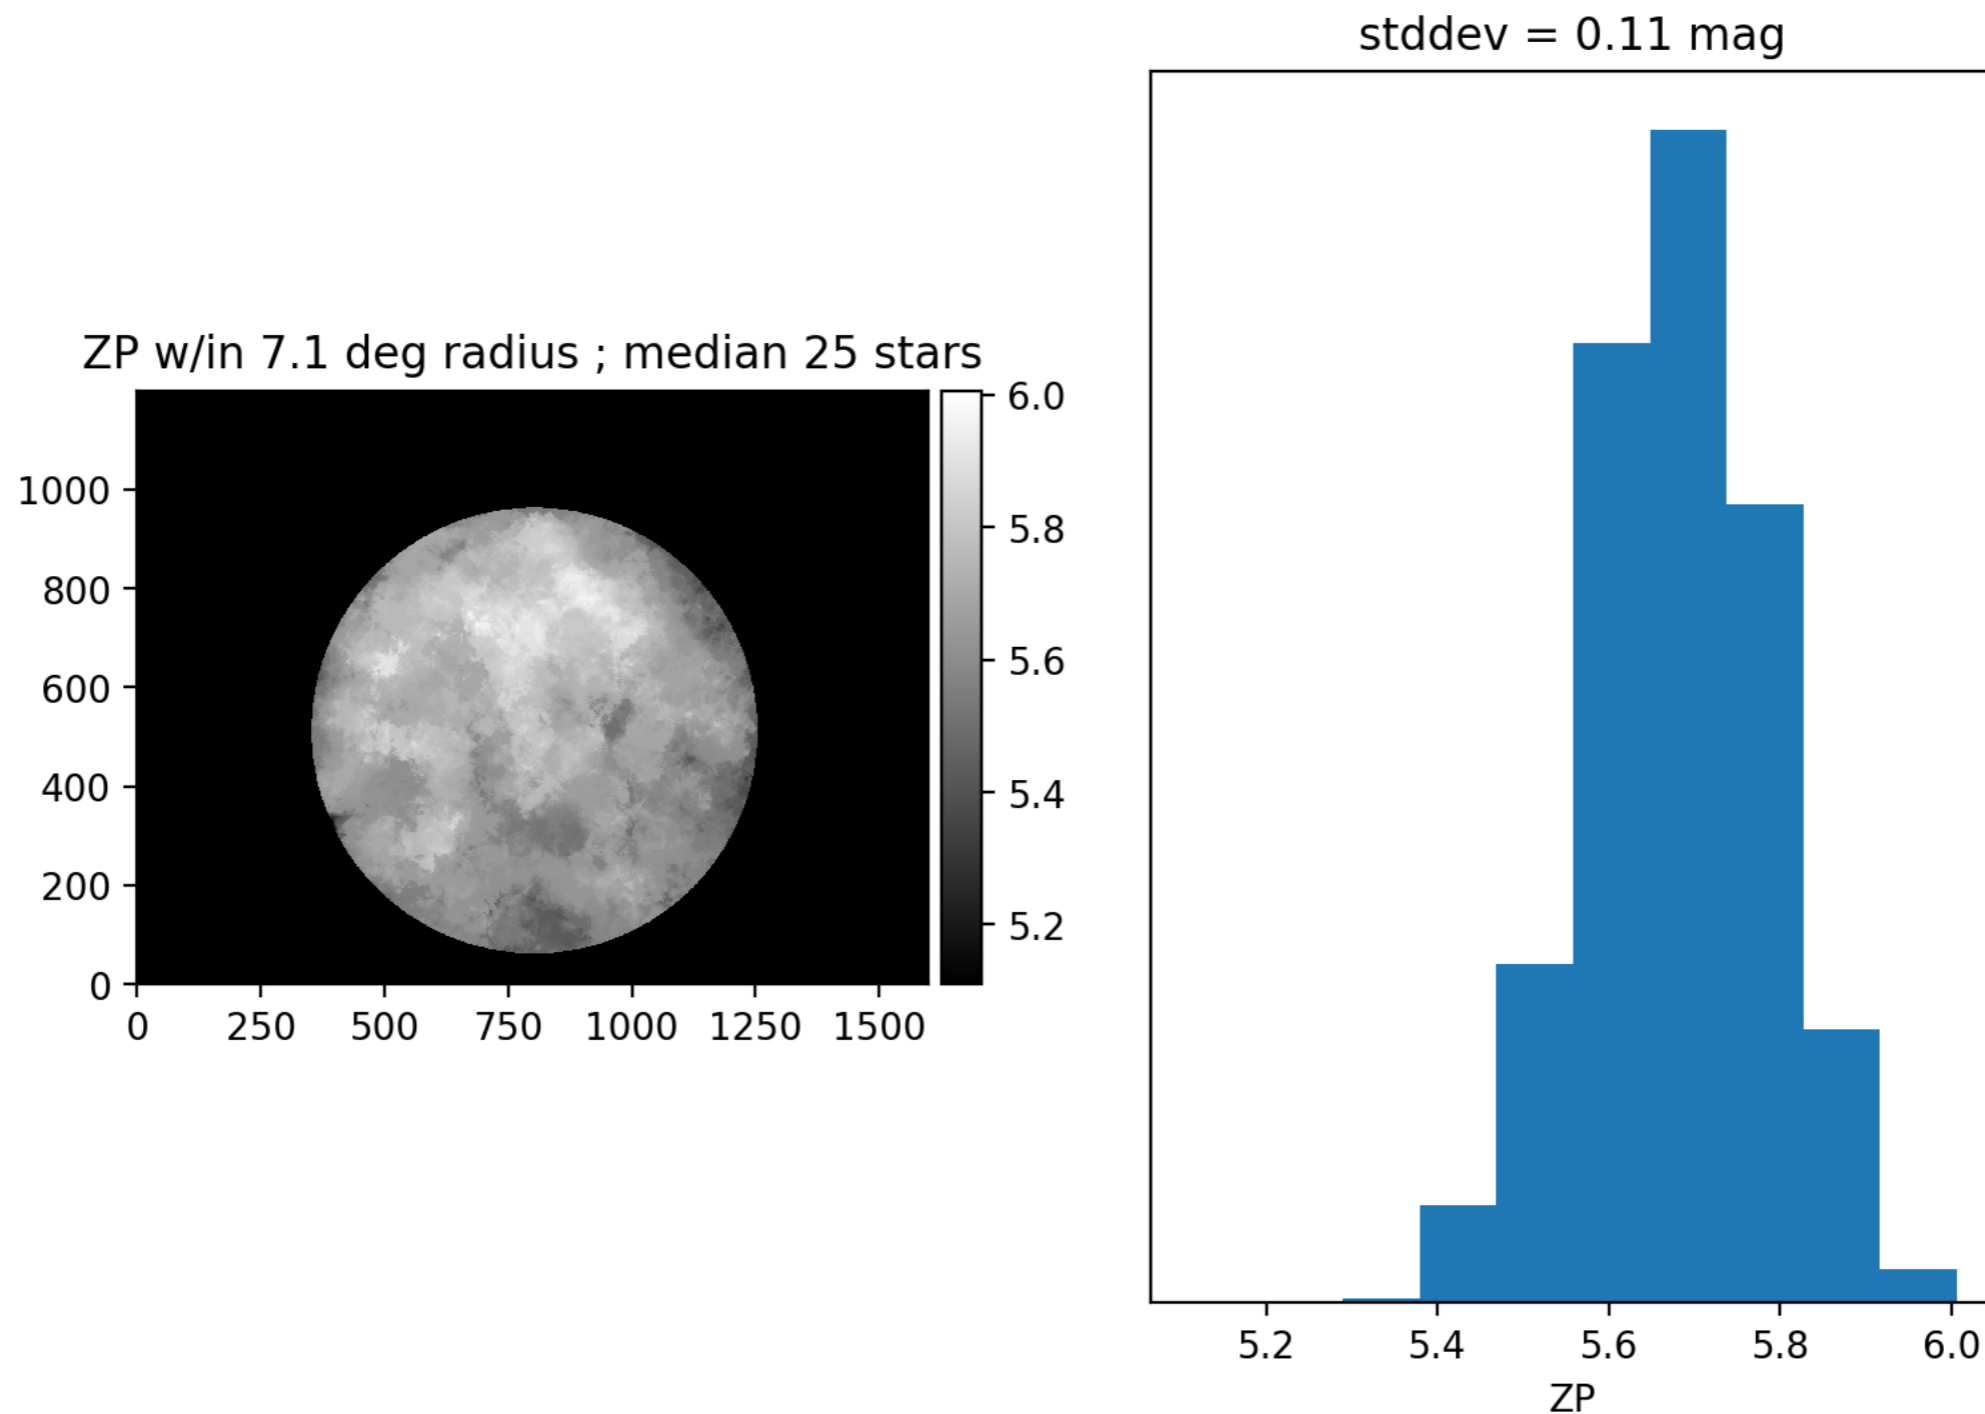 stddev = 0.11 mag
ZP w/in 7.1 deg radius ; median 25 stars
6.0
5.8
5.6
5.4
5.2
1000
800
600
400
200
0
0 250 500 750 1000 1250 1500
5.2 5.4 5.6 5.8 6.0
ZP